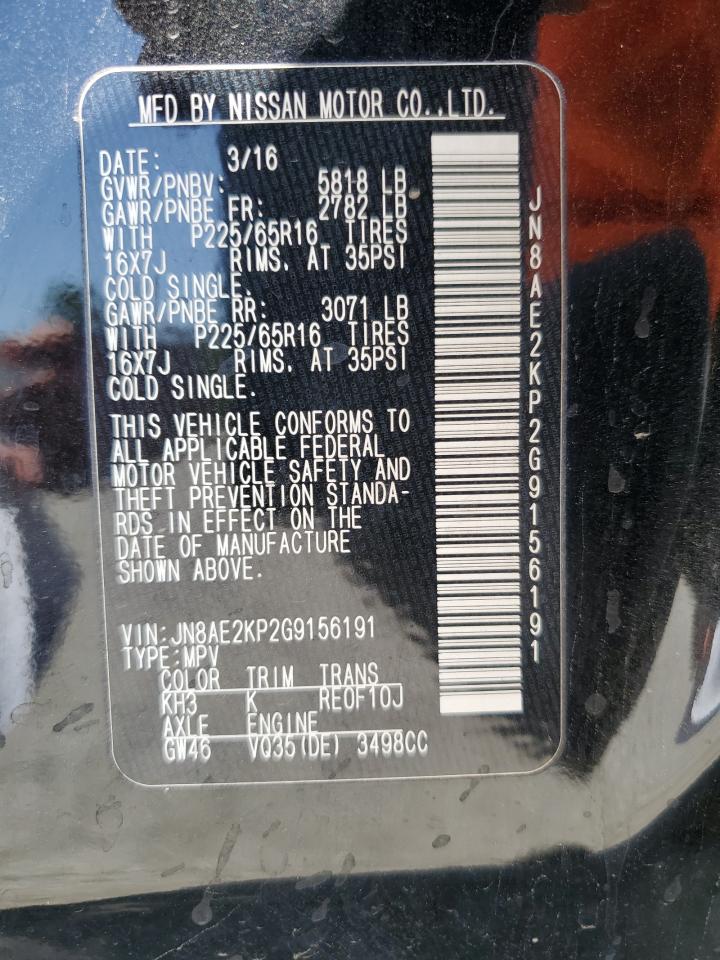 MFD BY NISSAN MOTOR CO.,LTD.
DATE: 3/16
GVWR/PNBV: 5818 LB
GAWR/PNBE FR: 2782 LB
WITH P225/65R16 TIRES
16X7J RIMS, AT 35PSI
COLD SINGLE.
GAWR/PNBE RR: 3071 LB
WITH P225/65R16 TIRES
16X7J RIMS, AT 35PSI
COLD SINGLE.
THIS VEHICLE CONFORMS TO
ALL APPLICABLE FEDERAL
MOTOR VEHICLE SAFETY AND
THEFT PREVENTION STANDA-
RDS IN EFFECT ON THE
DATE OF MANUFACTURE
SHOWN ABOVE.
VIN:JN8AE2KP2G9156191
TYPE:MPV
COLOR TRIM TRANS
KH3 K RE0F10J
AXLE ENGINE
GW46 VQ35(DE) 3498CC
JN8AE2KP2G9156191